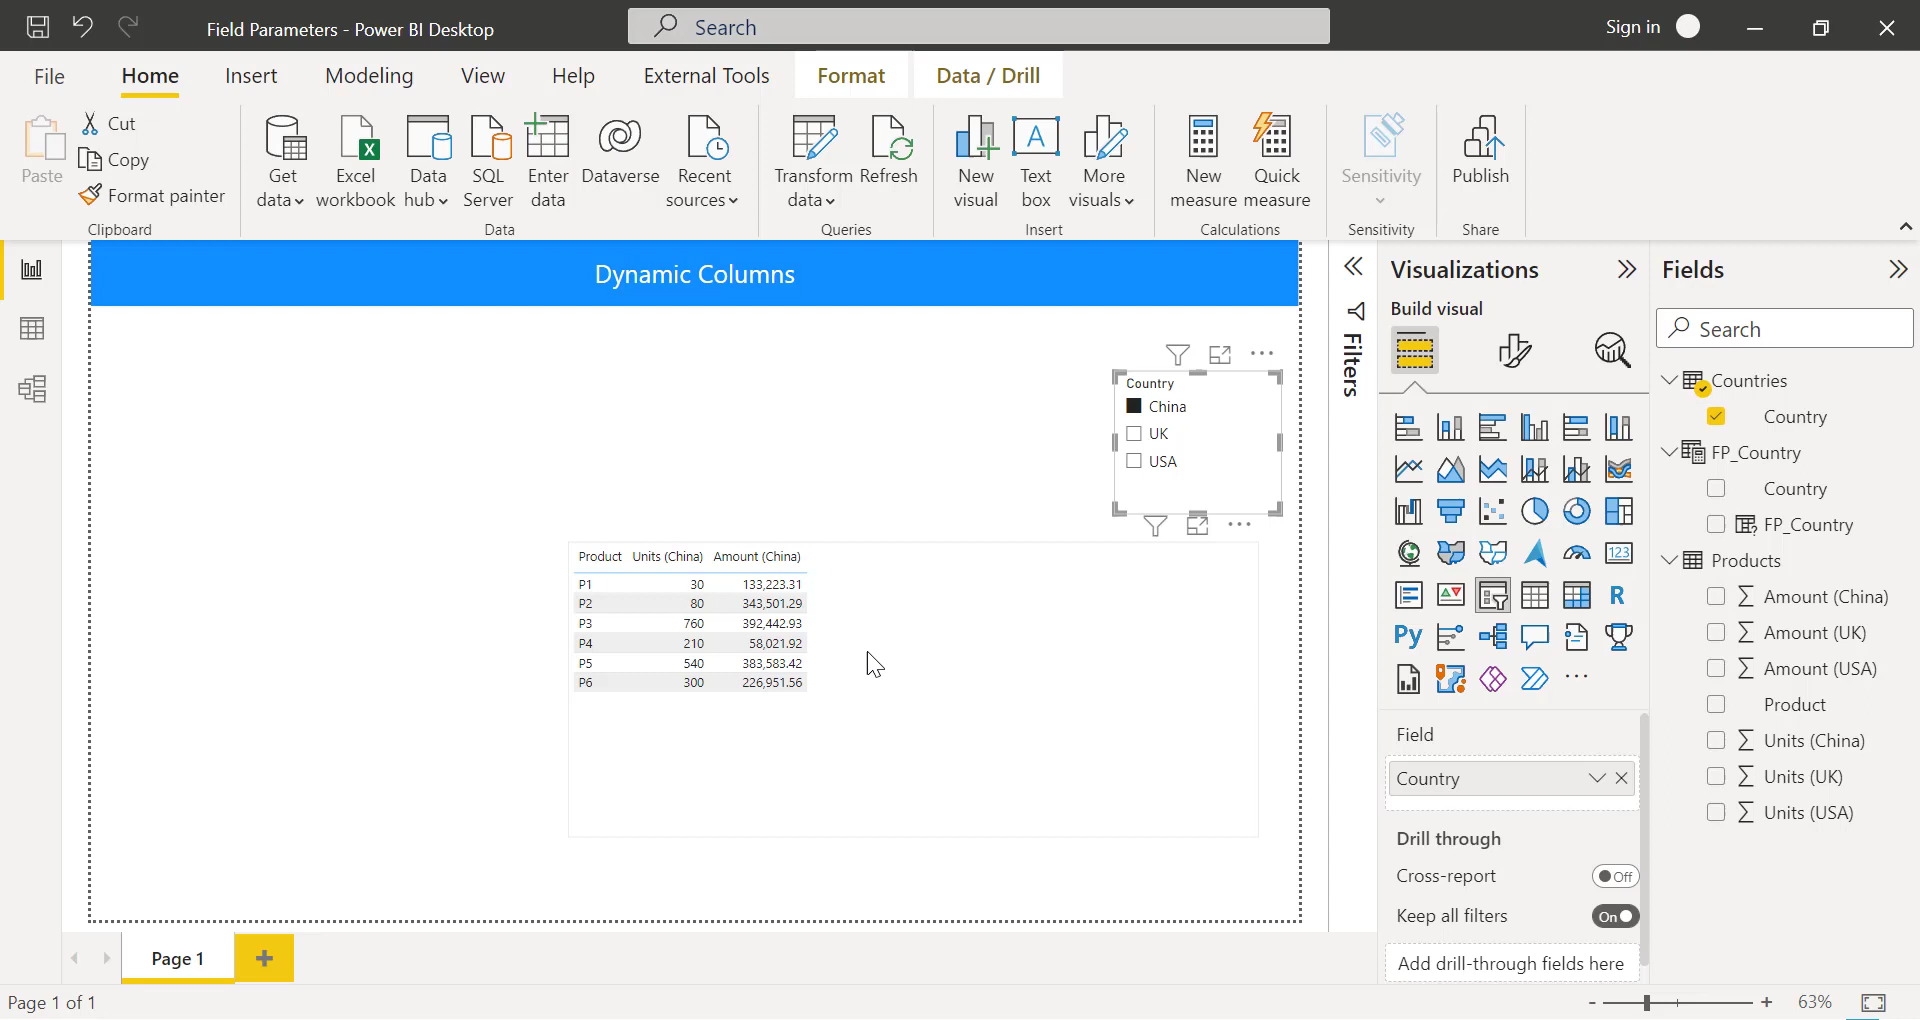 Field Parameters - Power BI Desktop
Search
Sign in
File
Home
Insert
Modeling
View
Help
External Tools
Format
Data / Drill
Paste
Cut
Copy
Format painter
Clipboard
Get
data
Excel
workbook
Data
hub
SQL
Server
Enter
data
Dataverse
Recent
sources
Data
Transform
data
Refresh
Queries
New
visual
Text
box
More
visuals
Insert
New
measure
Quick
measure
Calculations
Sensitivity
Sensitivity
Publish
Share
Dynamic Columns
Country
China
UK
USA
Product Units (China) Amount (China)
P1 30 133,223.31
P2 80 343,501.29
P3 760 392,442.93
P4 210 58,021.92
P5 540 383,583.42
P6 300 226,951.56
Filters
Visualizations
Build visual
123
R
Py
Field
Country
Drill through
Cross-report
Off
Keep all filters
On
Add drill-through fields here
Fields
Search
Countries
Country
FP_Country
Country
FP_Country
Products
Amount (China)
Amount (UK)
Amount (USA)
Product
Units (China)
Units (UK)
Units (USA)
Page 1
Page 1 of 1
63%